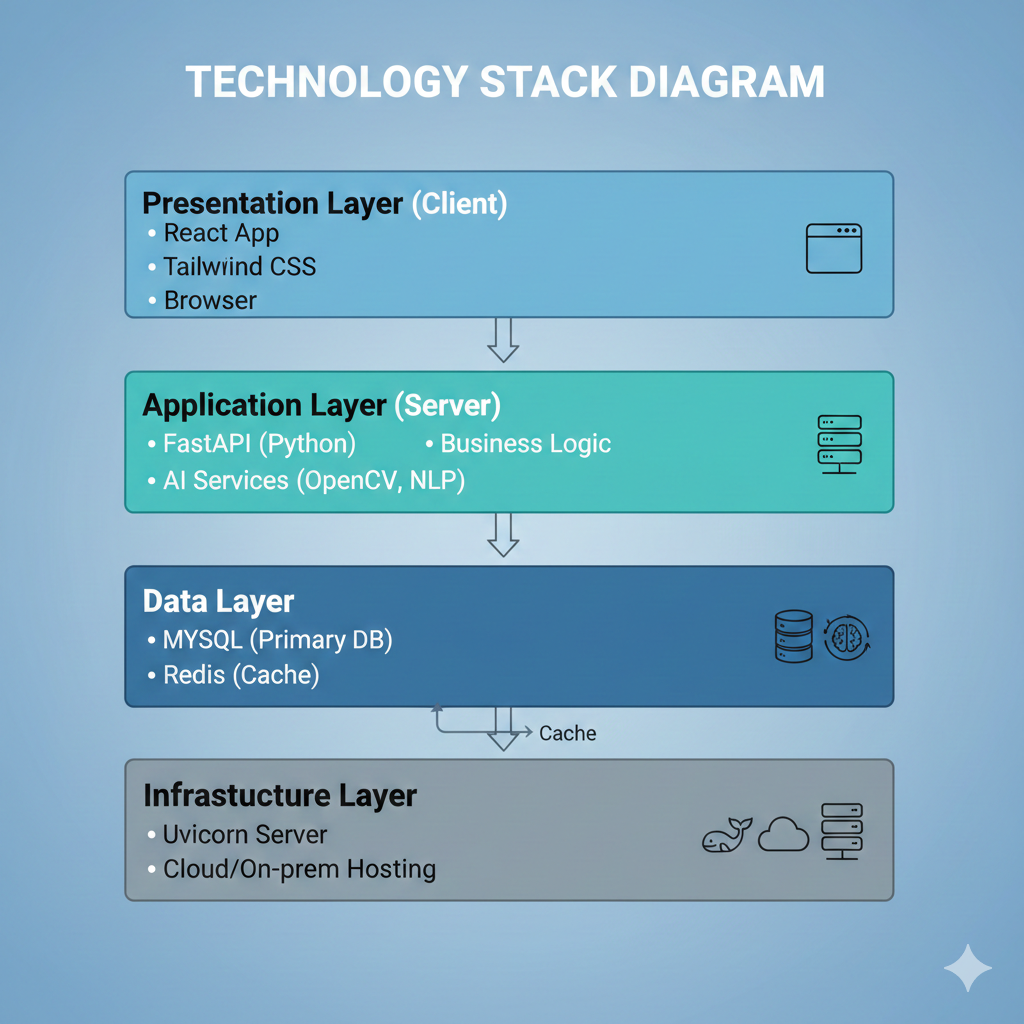 TECHNOLOGY STACK DIAGRAM
Presentation Layer (Client)
• React App
• Tailwind CSS
• Browser
Application Layer (Server)
• FastAPI (Python) • Business Logic
• AI Services (OpenCV, NLP)
Data Layer
• MYSQL (Primary DB)
• Redis (Cache)
Cache
Infrastucture Layer
• Uvicorn Server
• Cloud/On-prem Hosting